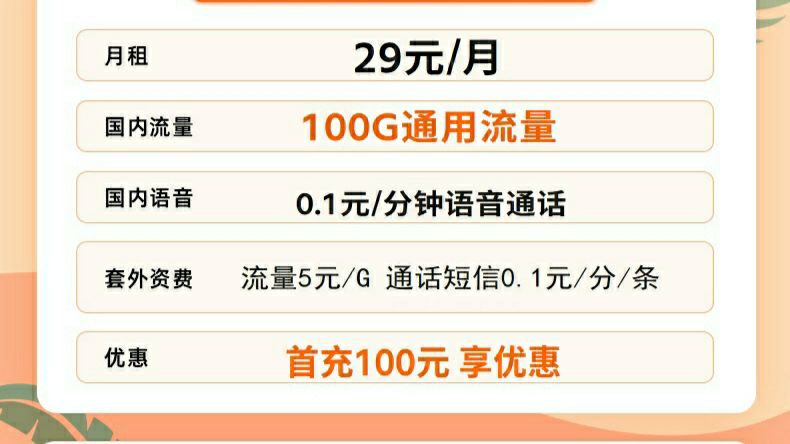 月租 29元/月
国内流量 100G通用流量
国内语音 0.1元/分钟语音通话
套外资费 流量5元/G 通话短信0.1元/分/条
优惠 首充100元 享优惠